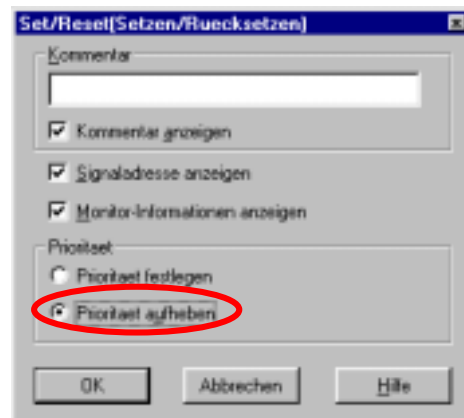 Set/Reset[Setzen/Ruecksetzen]
Kommentar
Kommentar anzeigen
Signaladresse anzeigen
Monitor-Informationen anzeigen
Prioritaet
Prioritaet festlegen
Prioritaet aufheben
OK Abbrechen Hilfe